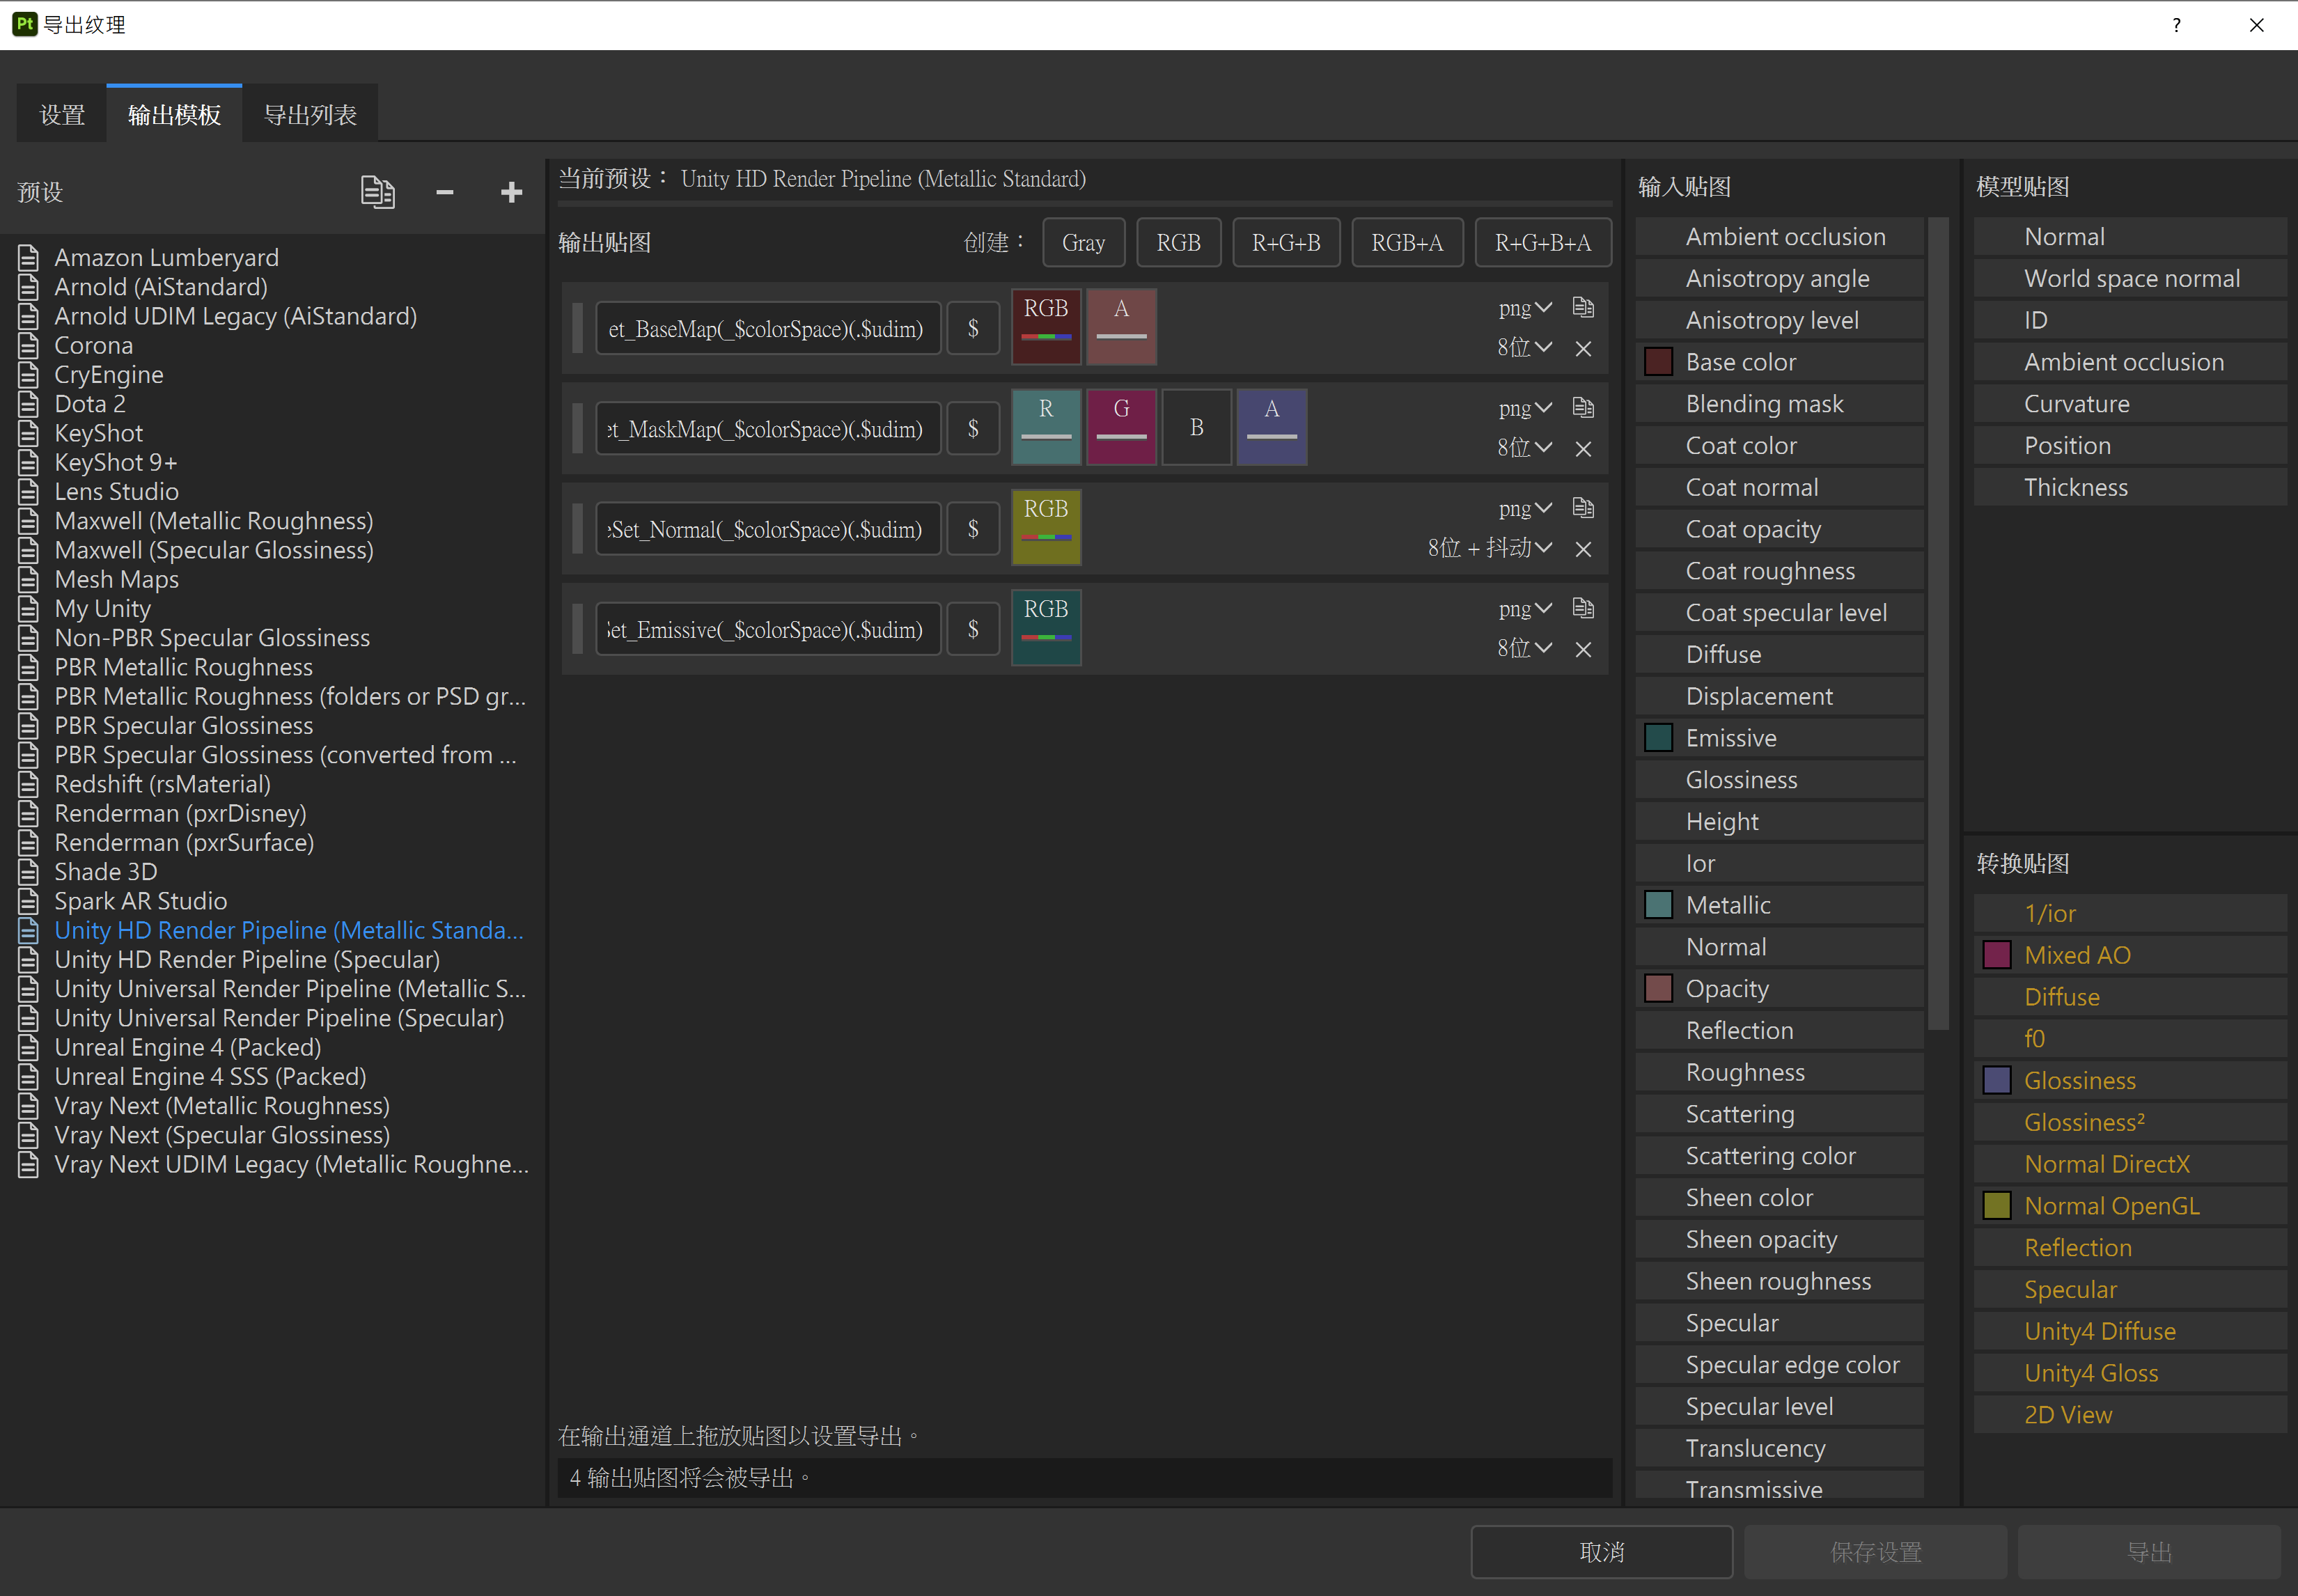 Pt 导出纹理
?
设置 输出模板 导出列表
预设
Amazon Lumberyard
Arnold (AiStandard)
Arnold UDIM Legacy (AiStandard)
Corona
CryEngine
Dota 2
KeyShot
KeyShot 9+
Lens Studio
Maxwell (Metallic Roughness)
Maxwell (Specular Glossiness)
Mesh Maps
My Unity
Non-PBR Specular Glossiness
PBR Metallic Roughness
PBR Metallic Roughness (folders or PSD gr...
PBR Specular Glossiness
PBR Specular Glossiness (converted from ...
Redshift (rsMaterial)
Renderman (pxrDisney)
Renderman (pxrSurface)
Shade 3D
Spark AR Studio
Unity HD Render Pipeline (Metallic Standa...
Unity HD Render Pipeline (Specular)
Unity Universal Render Pipeline (Metallic S...
Unity Universal Render Pipeline (Specular)
Unreal Engine 4 (Packed)
Unreal Engine 4 SSS (Packed)
Vray Next (Metallic Roughness)
Vray Next (Specular Glossiness)
Vray Next UDIM Legacy (Metallic Roughne...
当前预设： Unity HD Render Pipeline (Metallic Standard)
输出贴图 创建： Gray RGB R+G+B RGB+A R+G+B+A
et_BaseMap(_$colorSpace)(.$udim) $ RGB A png
8位
et_MaskMap(_$colorSpace)(.$udim) $ R G B A png
8位
eSet_Normal(_$colorSpace)(.$udim) $ RGB png
8位 + 抖动
Set_Emissive(_$colorSpace)(.$udim) $ RGB png
8位
在输出通道上拖放贴图以设置导出。
4 输出贴图将会被导出。
输入贴图
Ambient occlusion
Anisotropy angle
Anisotropy level
Base color
Blending mask
Coat color
Coat normal
Coat opacity
Coat roughness
Coat specular level
Diffuse
Displacement
Emissive
Glossiness
Height
Ior
Metallic
Normal
Opacity
Reflection
Roughness
Scattering
Scattering color
Sheen color
Sheen opacity
Sheen roughness
Specular
Specular edge color
Specular level
Translucency
Transmissive
模型贴图
Normal
World space normal
ID
Ambient occlusion
Curvature
Position
Thickness
转换贴图
1/ior
Mixed AO
Diffuse
f0
Glossiness
Glossiness²
Normal DirectX
Normal OpenGL
Reflection
Specular
Unity4 Diffuse
Unity4 Gloss
2D View
取消 保存设置 导出